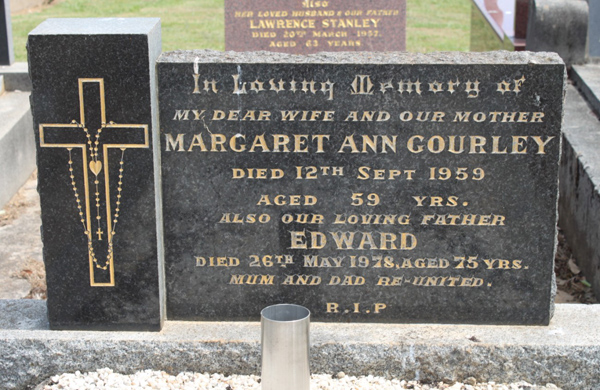 Also
HER LOVED HUSBAND & OUR FATHER
LAWRENCE STANLEY
DIED 20TH MARCH 1957
AGED 62 YEARS
In Loving Memory of
MY DEAR WIFE AND OUR MOTHER
MARGARET ANN GOURLEY
DIED 12TH SEPT 1959
AGED 59 YRS.
ALSO OUR LOVING FATHER
EDWARD
DIED 26TH MAY 1978, AGED 75 YRS.
MUM AND DAD RE-UNITED.
R.I.P